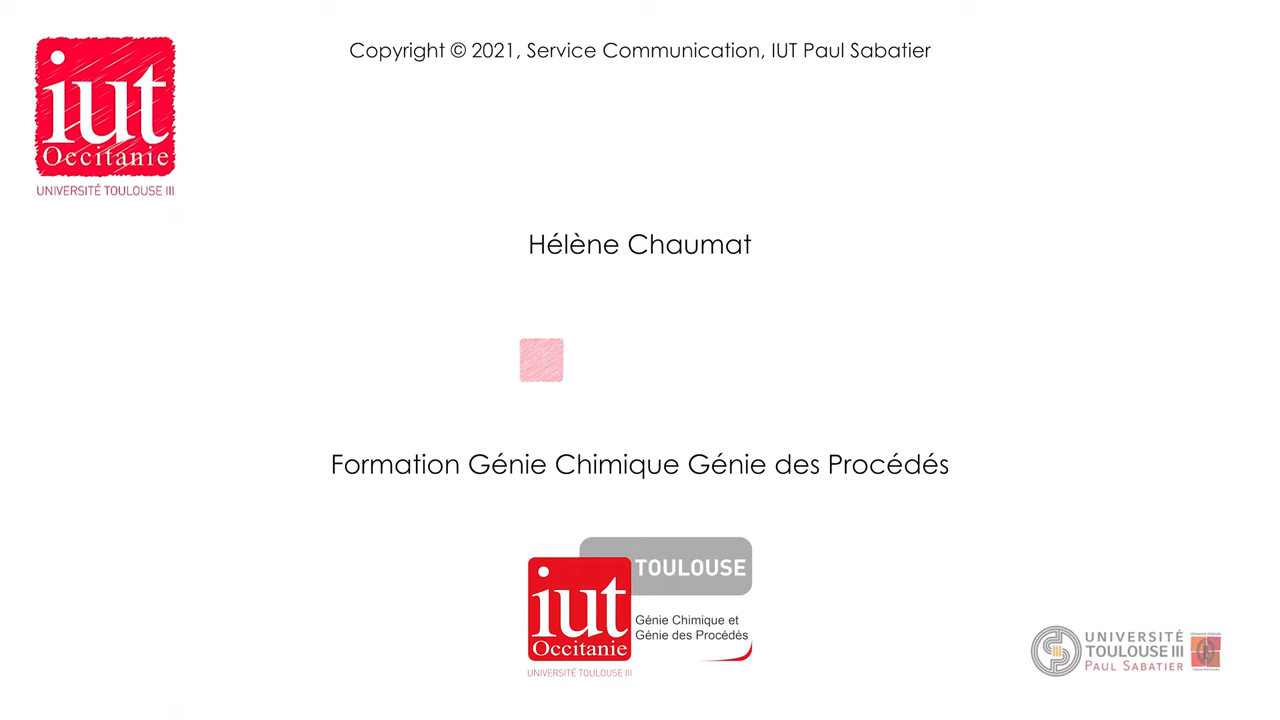 Copyright © 2021, Service Communication, IUT Paul Sabatier
iut
Occitanie
UNIVERSITÉ TOULOUSE III
Hélène Chaumat
Formation Génie Chimique Génie des Procédés
TOULOUSE
iut
Occitanie
Génie Chimique et
Génie des Procédés
UNIVERSITÉ TOULOUSE III
UNIVERSITÉ
TOULOUSE III
PAUL SABATIER